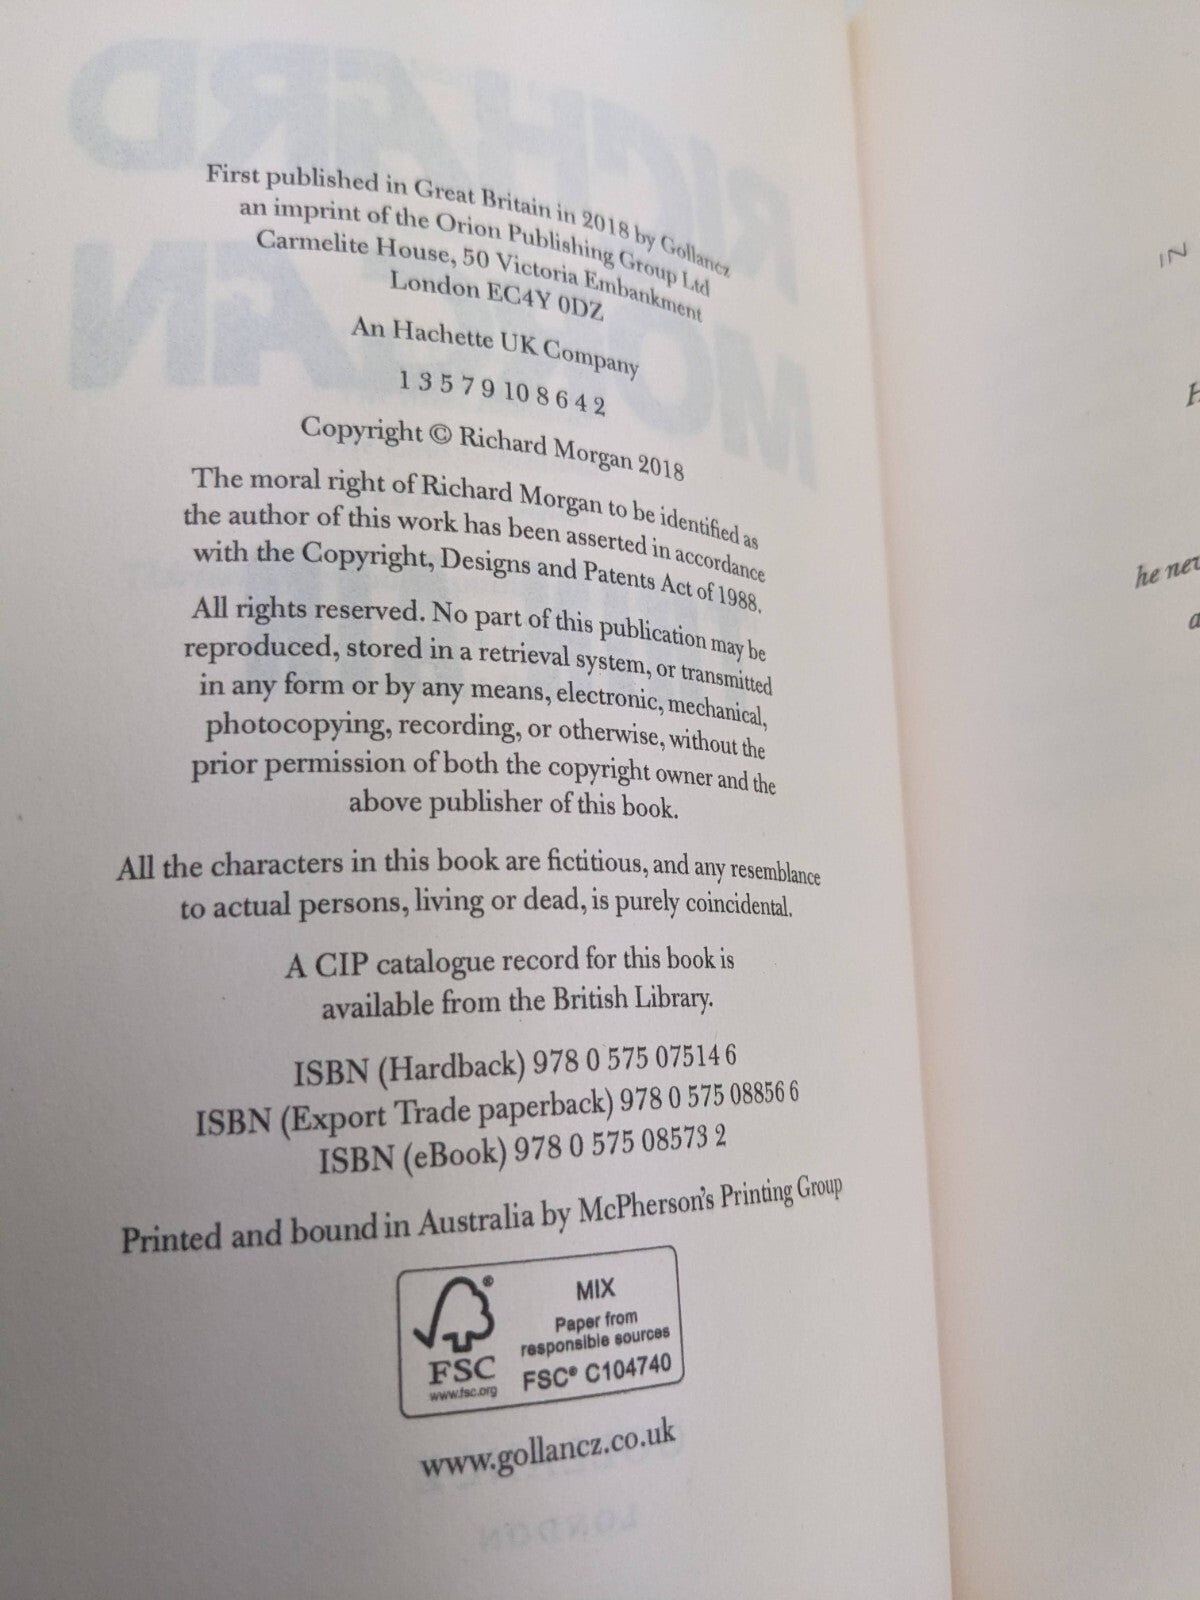 First published in Great Britain in 2018 by Gollancz
an imprint of the Orion Publishing Group Ltd
Carmelite House, 50 Victoria Embankment
London EC4Y 0DZ
An Hachette UK Company
1 3 5 7 9 10 8 6 4 2
Copyright © Richard Morgan 2018
The moral right of Richard Morgan to be identified as
the author of this work has been asserted in accordance
with the Copyright, Designs and Patents Act of 1988.
All rights reserved. No part of this publication may be
reproduced, stored in a retrieval system, or transmitted
in any form or by any means, electronic, mechanical,
photocopying, recording, or otherwise, without the
prior permission of both the copyright owner and the
above publisher of this book.
All the characters in this book are fictitious, and any resemblance
to actual persons, living or dead, is purely coincidental.
A CIP catalogue record for this book is
available from the British Library.
ISBN (Hardback) 978 0 575 07514 6
ISBN (Export Trade paperback) 978 0 575 08856 6
ISBN (eBook) 978 0 575 08573 2
Printed and bound in Australia by McPherson's Printing Group
FSC®
www.fsc.org
MIX
Paper from
responsible sources
FSC® C104740
www.gollancz.co.uk
RICHARD
LONDON
IN
he